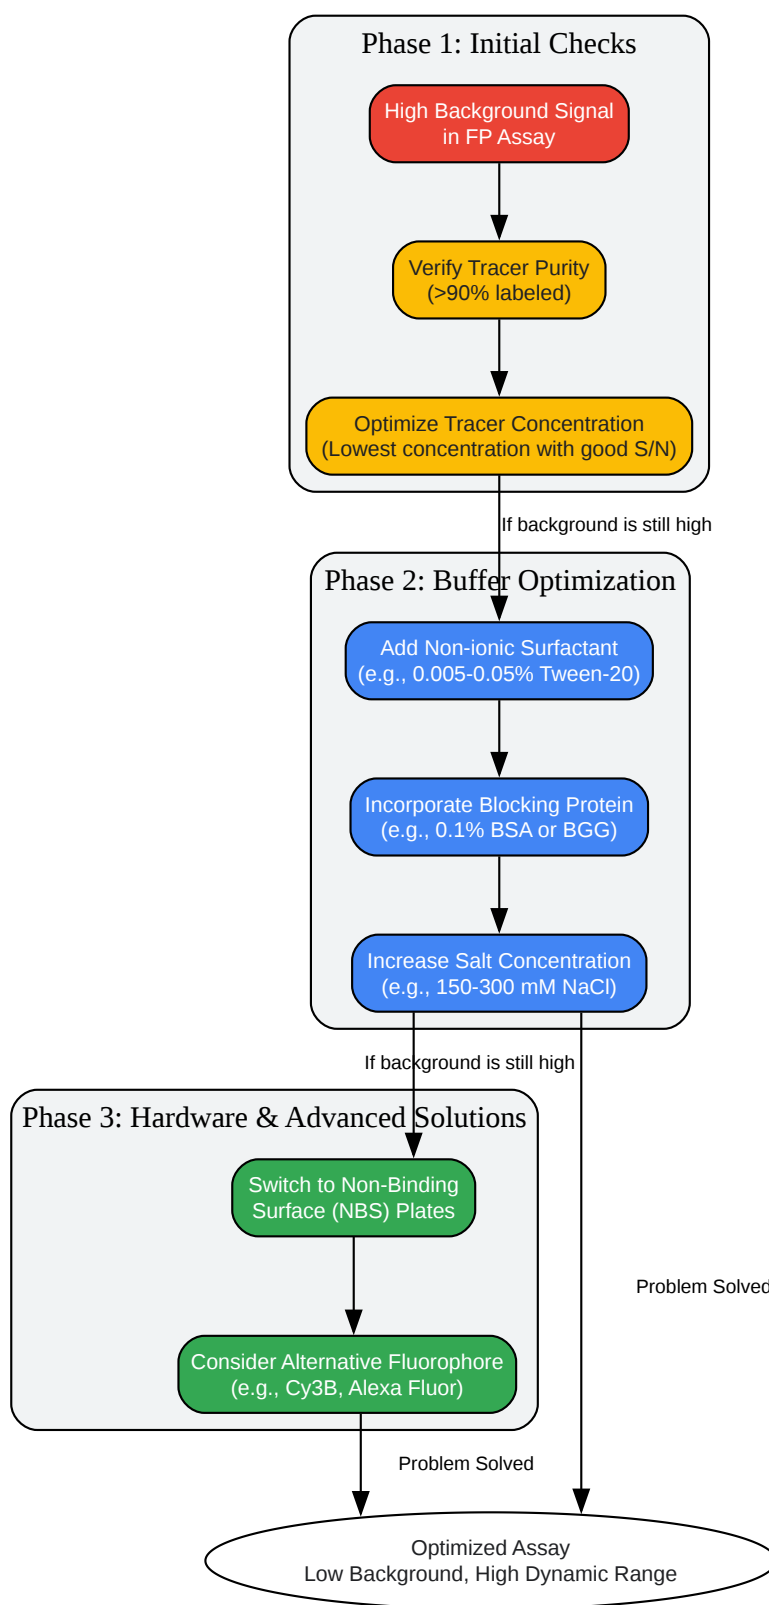 Phase 1: Initial Checks
High Background Signal
in FP Assay
Verify Tracer Purity
(>90% labeled)
Optimize Tracer Concentration
(Lowest concentration with good S/N)
If background is still high
Phase 2: Buffer Optimization
Add Non-ionic Surfactant
(e.g., 0.005-0.05% Tween-20)
Incorporate Blocking Protein
(e.g., 0.1% BSA or BGG)
Increase Salt Concentration
(e.g., 150-300 mM NaCl)
If background is still high
Phase 3: Hardware & Advanced Solutions
Switch to Non-Binding
Surface (NBS) Plates
Problem Solved
Consider Alternative Fluorophore
(e.g., Cy3B, Alexa Fluor)
Problem Solved
Optimized Assay
Low Background, High Dynamic Range